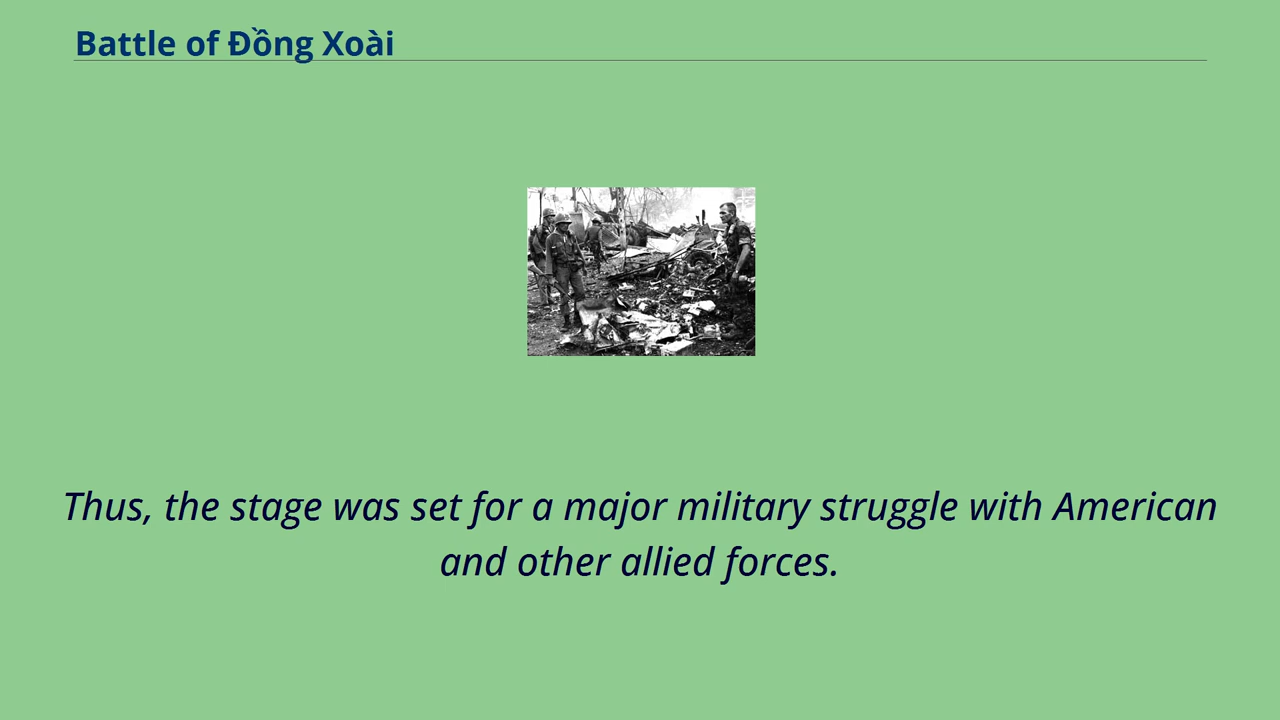 Battle of Đồng Xoài
Thus, the stage was set for a major military struggle with American
and other allied forces.